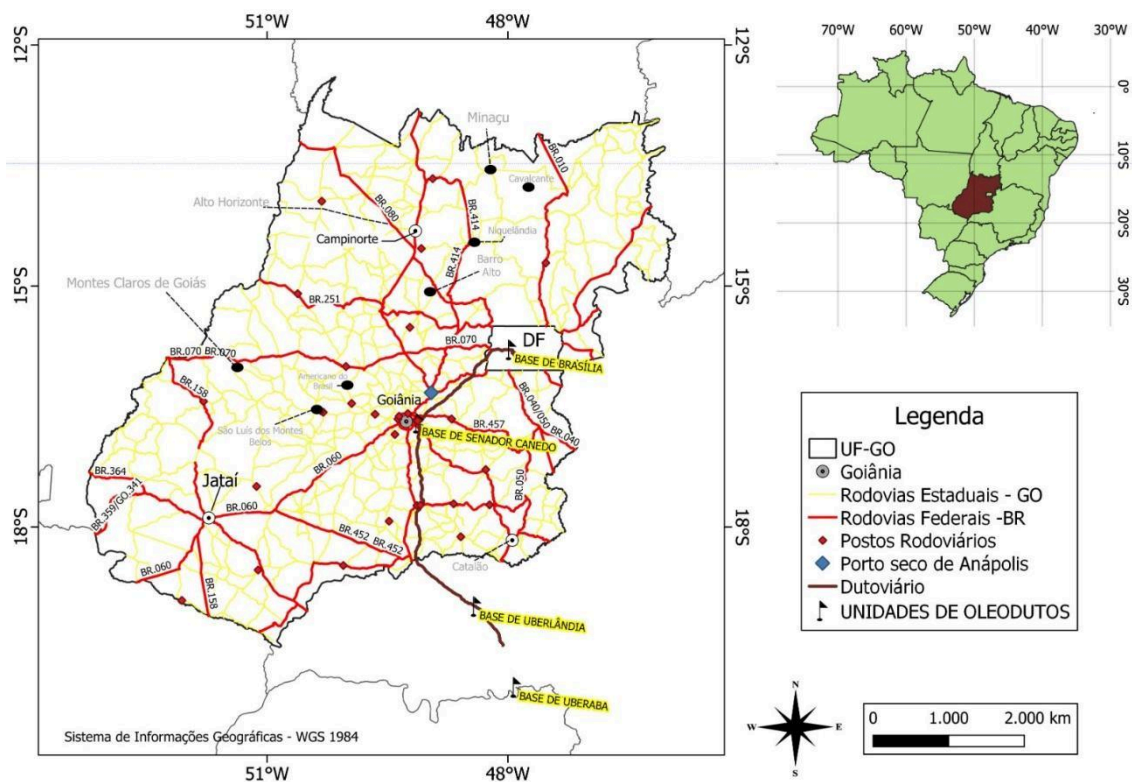 51°W
48°W
12°S
12°S
15°S
15°S
18°S
18°S
51°W
48°W
Minaçu
Cavalcante
BR.010
Alto Horizonte
BR.080
BR.414
Campinorte
Niquelândia
BR.414
Barro
Alto
Montes Claros de Goiás
BR.251
DF
BR.070
BR.070
BR.070
BASE DE BRASÍLIA
BR.158
Americano do
Brasil
Goiânia
BR.040/050
BR.040
São Luís dos Montes
Belos
BR.457
BASE DE SENADOR CANEDO
BR.060
BR.364
Jataí
BR.050
BR.359/GO.341
BR.060
BR.452
BR.452
Catalão
BR.060
BR.158
BASE DE UBERLÂNDIA
BASE DE UBERABA
Sistema de Informações Geográficas - WGS 1984
70°W
60°W
50°W
40°W
30°W
0°
10°S
20°S
30°S
Legenda
UF-GO
Goiânia
Rodovias Estaduais - GO
Rodovias Federais -BR
Postos Rodoviários
Porto seco de Anápolis
Dutoviário
UNIDADES DE OLEODUTOS
N
W
E
S
0
1.000
2.000 km